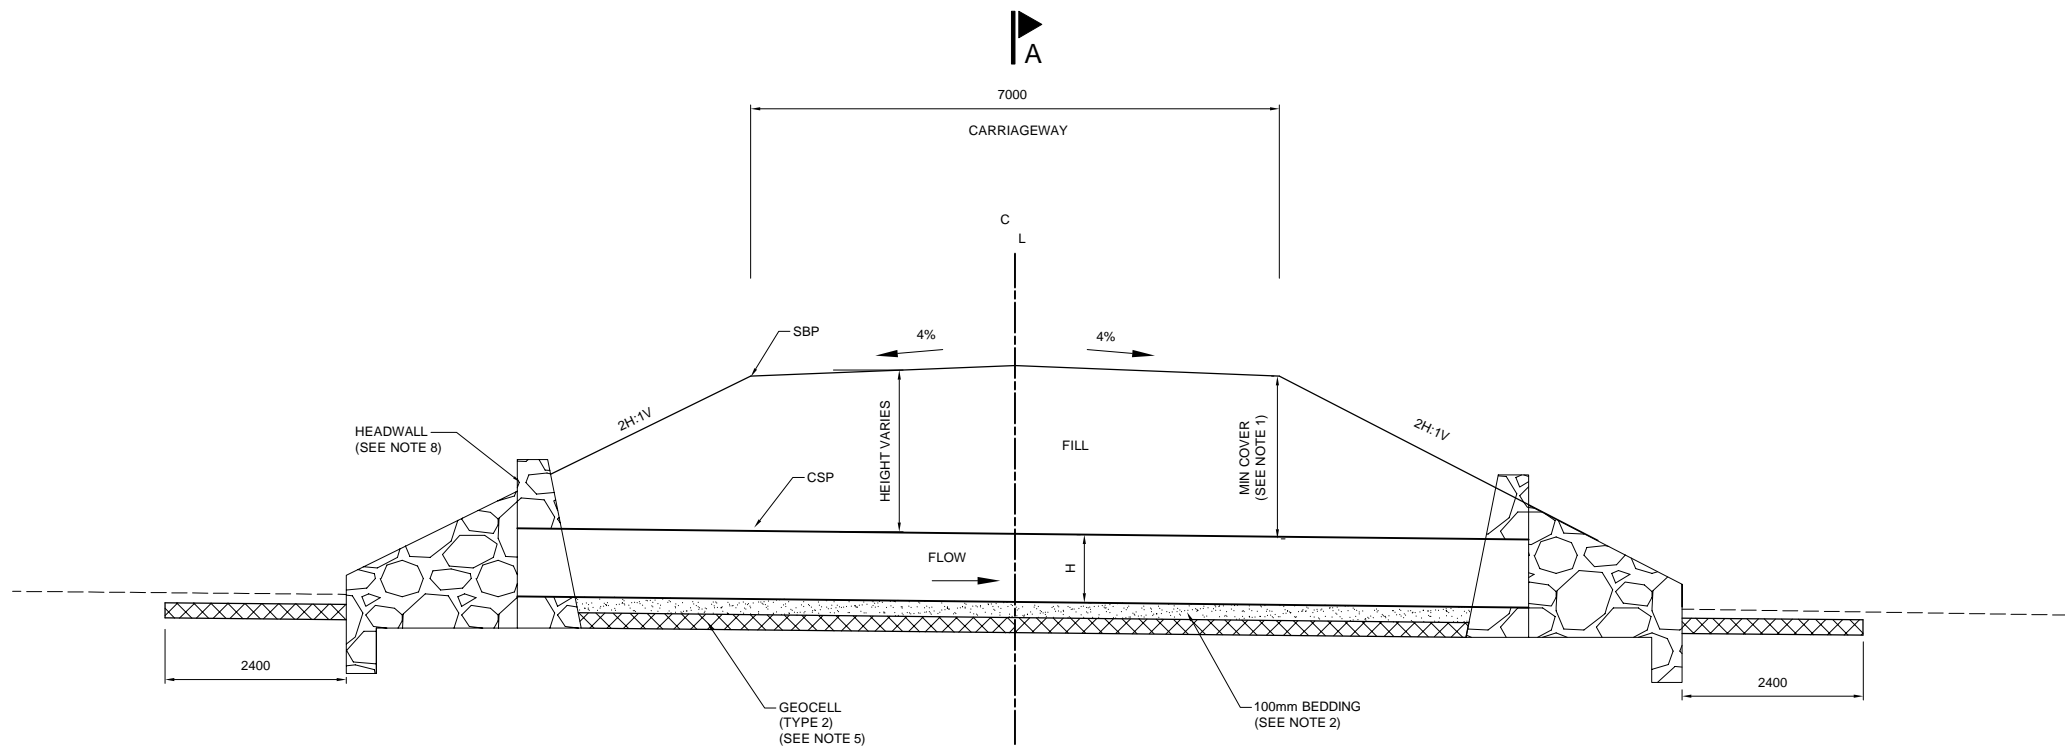 A
7000
CARRIAGEWAY
C
L
SBP
4%
4%
2H:1V
2H:1V
HEADWALL
(SEE NOTE 8)
HEIGHT VARIES
FILL
MIN COVER
(SEE NOTE 1)
CSP
FLOW
H
2400
2400
GEOCELL
(TYPE 2)
(SEE NOTE 5)
100mm BEDDING
(SEE NOTE 2)